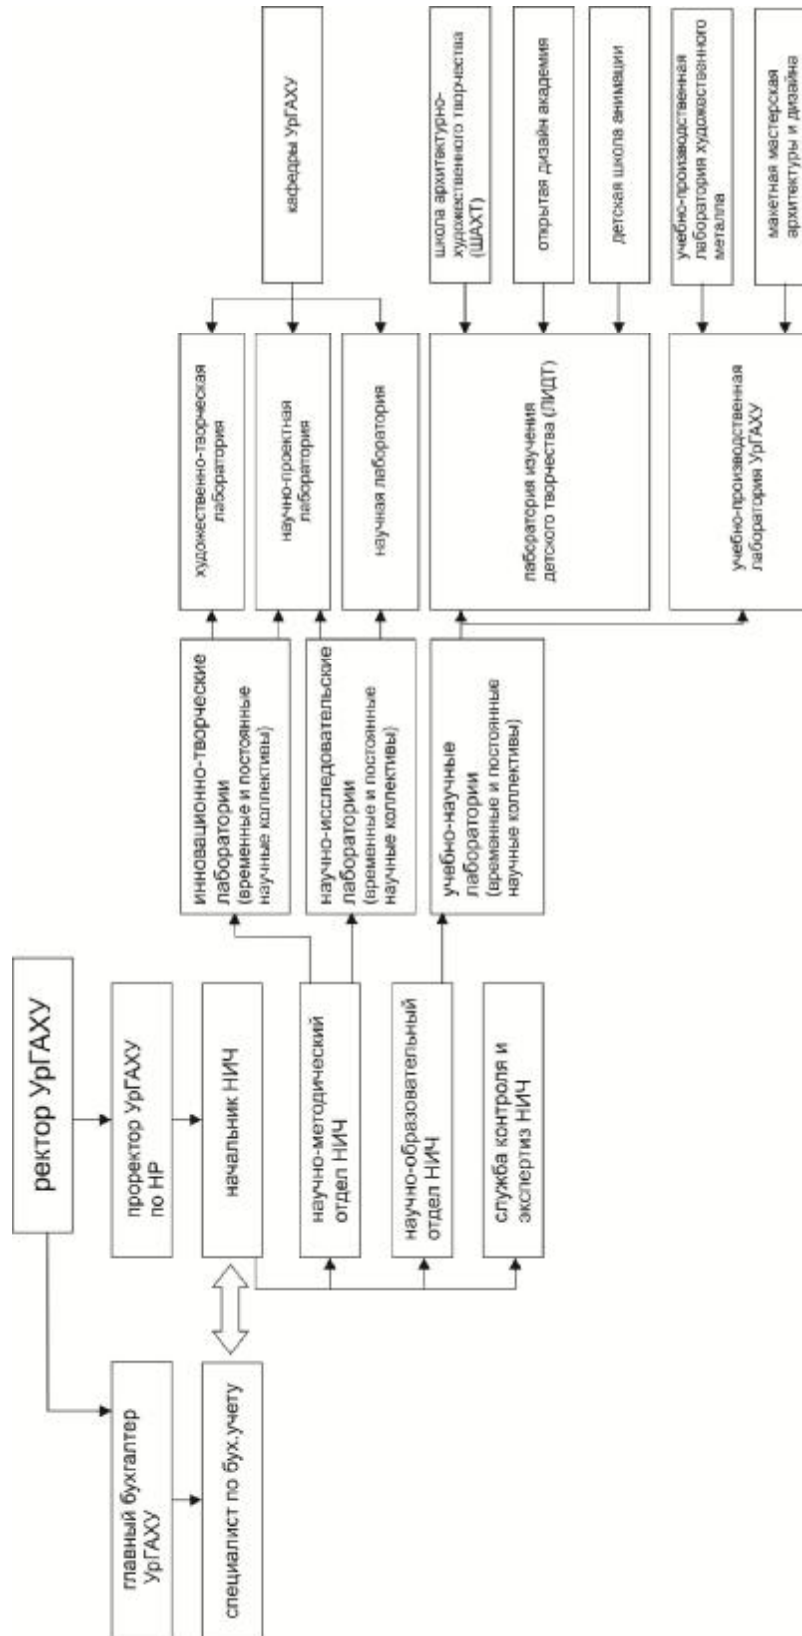 ректор УрГАХУ
главный бухгалтер
УрГАХУ
проректор УрГАХУ
по НР
специалист по бух.учету
начальник НИЧ
научно-методический
отдел НИЧ
научно-образовательный
отдел НИЧ
служба контроля и
экспертиз НИЧ
инновационно-творческие
лаборатории
(временные и постоянные
научные коллективы)
научно-исследовательские
лаборатории
(временные и постоянные
научные коллективы)
учебно-научные
лаборатории
(временные и постоянные
научные коллективы)
художественно-творческая
лаборатория
научно-проектная
лаборатория
научная лаборатория
лаборатория изучения
детского творчества (ЛИДТ)
учебно-производственная
лаборатория УрГАХУ
кафедры УрГАХУ
школа архитектурно-
художественного творчества
(ШАХТ)
открытая дизайн академия
детская школа анимации
учебно-производственная
лаборатория художественного
металла
макетная мастерская
архитектуры и дизайна